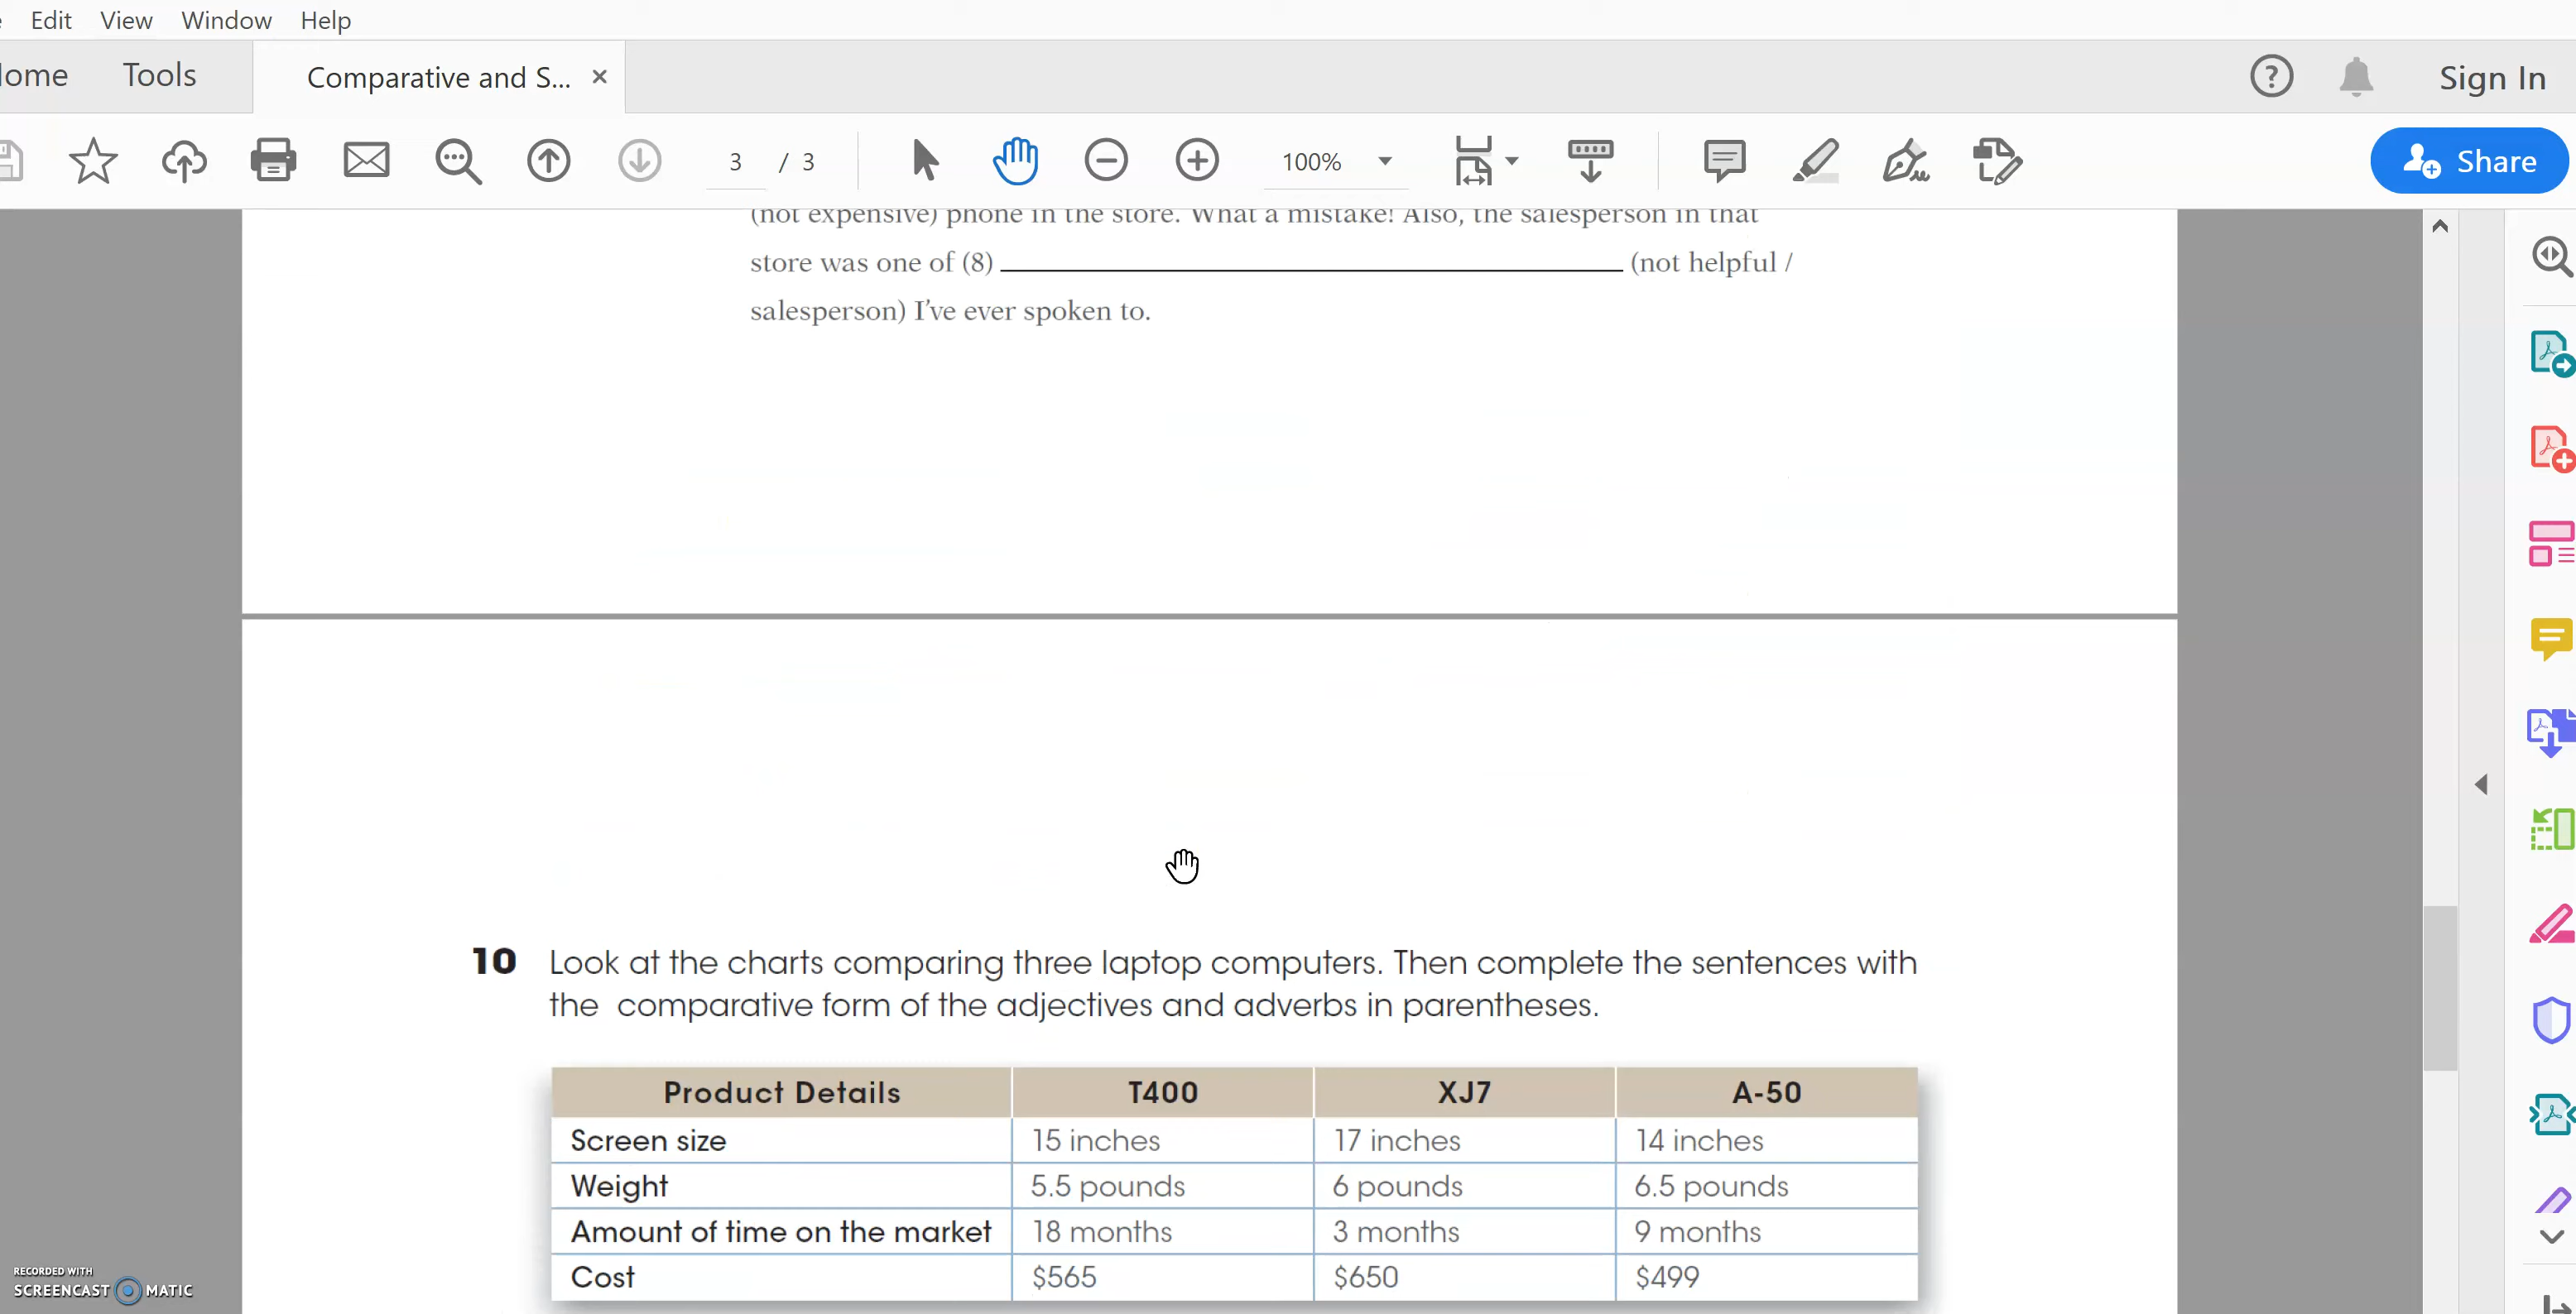 Edit View Window Help
Tools Comparative and S... × ? Sign In
3 / 3 100% Share
(not expensive) phone in the store. What a mistake! Also, the salesperson in that
store was one of (8) (not helpful /
salesperson) I've ever spoken to.
10 Look at the charts comparing three laptop computers. Then complete the sentences with
the comparative form of the adjectives and adverbs in parentheses.
Product Details T400 XJ7 A-50
Screen size 15 inches 17 inches 14 inches
Weight 5.5 pounds 6 pounds 6.5 pounds
Amount of time on the market 18 months 3 months 9 months
Cost $565 $650 $499
RECORDED WITH
SCREENCAST MATIC